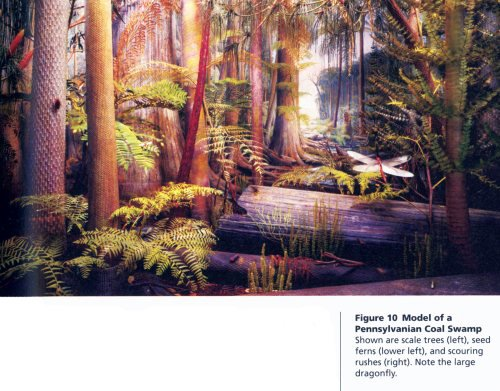 Figure 10 Model of a
Pennsylvanian Coal Swamp
Shown are scale trees (left), seed
ferns (lower left), and scouring
rushes (right). Note the large
dragonfly.